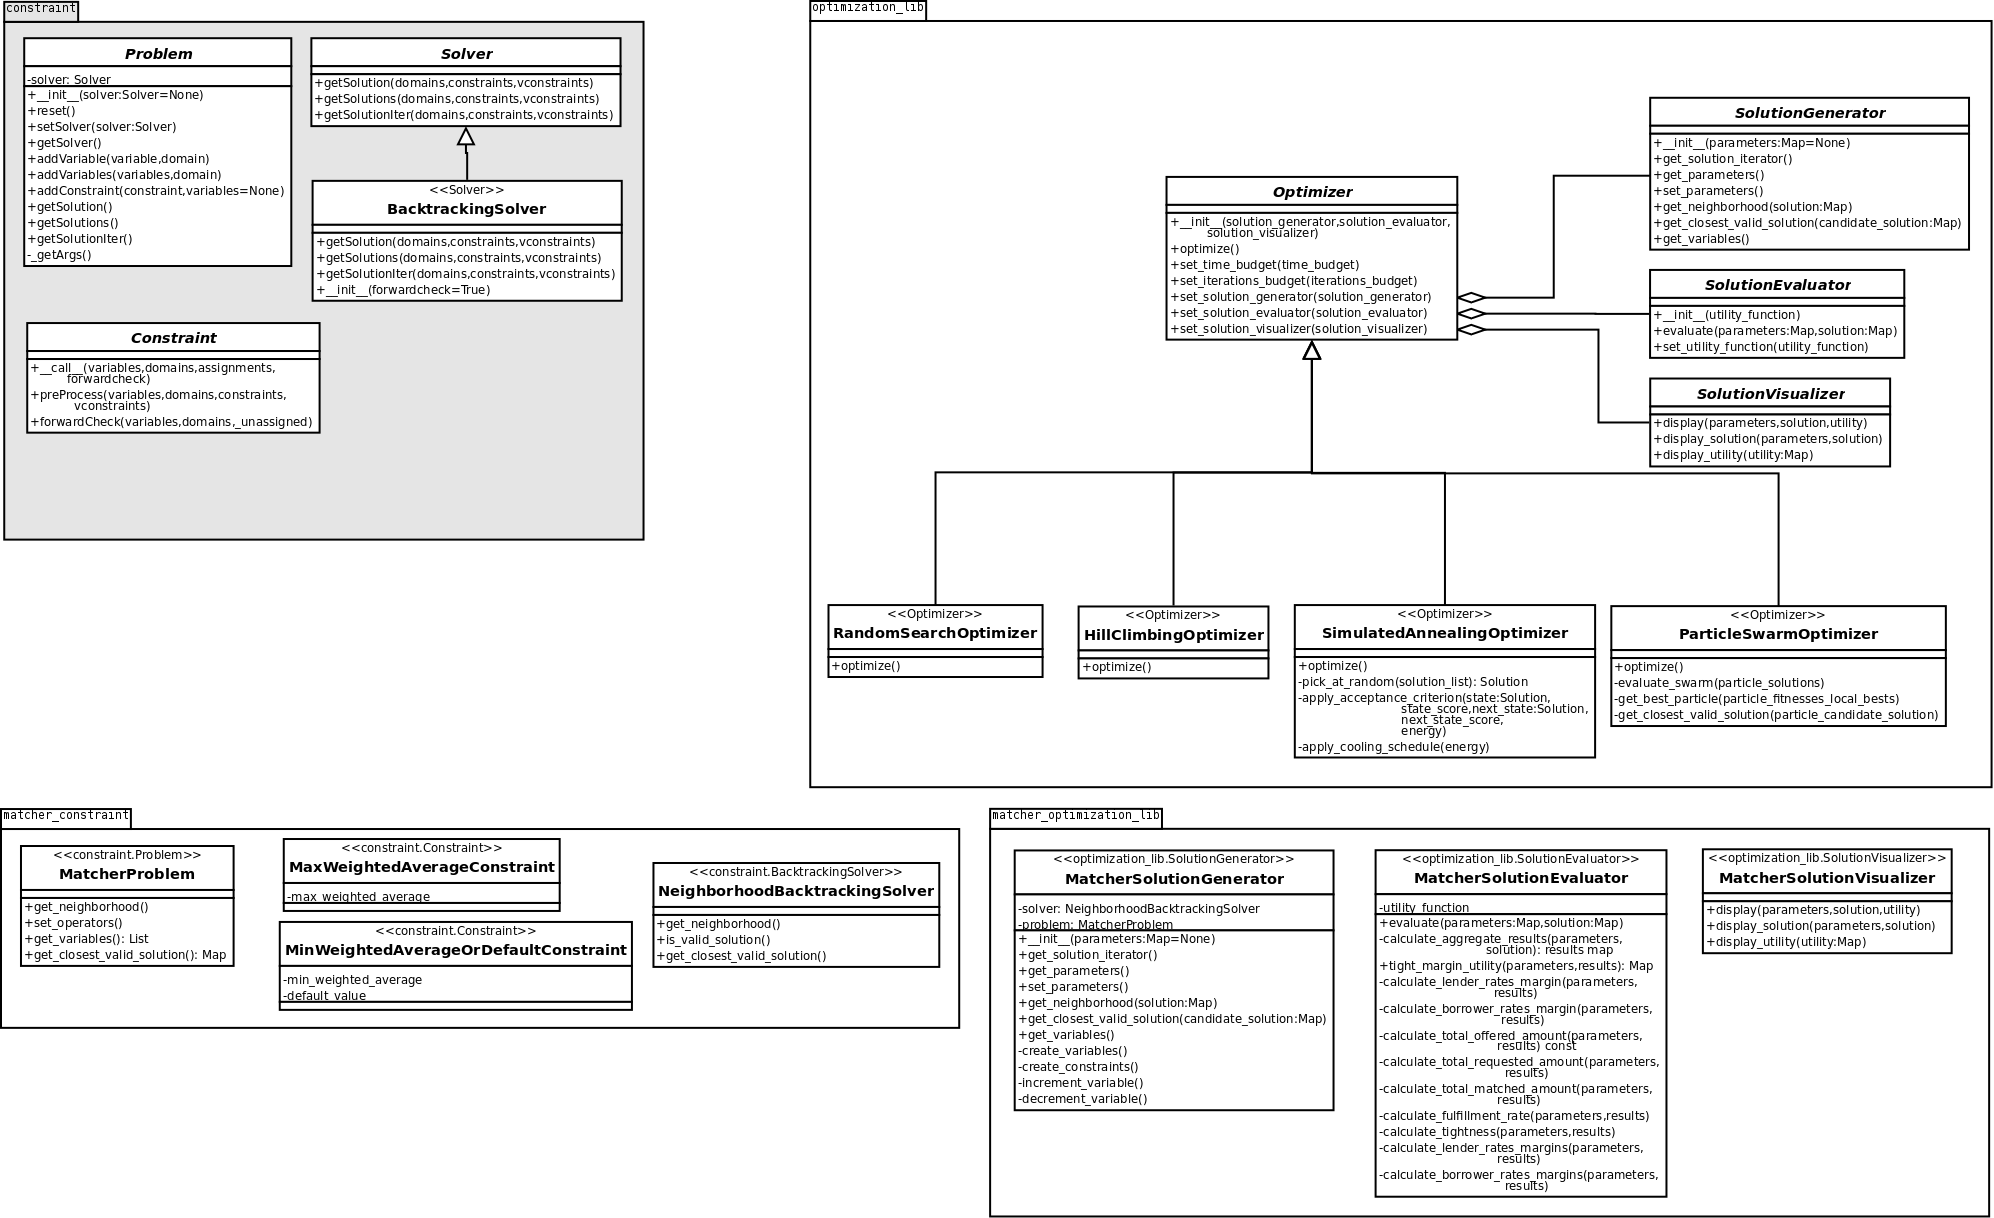 constraint
Problem
-solver: Solver
+__init__(solver:Solver=None)
+reset()
+setSolver(solver:Solver)
+getSolver()
+addVariable(variable,domain)
+addVariables(variables,domain)
+addConstraint(constraint,variables=None)
+getSolution()
+getSolutions()
+getSolutionIter()
-_getArgs()
Solver
+getSolution(domains,constraints,vconstraints)
+getSolutions(domains,constraints,vconstraints)
+getSolutionIter(domains,constraints,vconstraints)
<<Solver>>
BacktrackingSolver
+getSolution(domains,constraints,vconstraints)
+getSolutions(domains,constraints,vconstraints)
+getSolutionIter(domains,constraints,vconstraints)
+__init__(forwardcheck=True)
Constraint
+__call__(variables,domains,assignments,
forwardcheck)
+preProcess(variables,domains,constraints,
vconstraints)
+forwardCheck(variables,domains,_unassigned)
optimization_lib
Optimizer
+__init__(solution_generator,solution_evaluator,
solution_visualizer)
+optimize()
+set_time_budget(time_budget)
+set_iterations_budget(iterations_budget)
+set_solution_generator(solution_generator)
+set_solution_evaluator(solution_evaluator)
+set_solution_visualizer(solution_visualizer)
SolutionGenerator
+__init__(parameters:Map=None)
+get_solution_iterator()
+get_parameters()
+set_parameters()
+get_neighborhood(solution:Map)
+get_closest_valid_solution(candidate_solution:Map)
+get_variables()
SolutionEvaluator
+__init__(utility_function)
+evaluate(parameters:Map,solution:Map)
+set_utility_function(utility_function)
SolutionVisualizer
+display(parameters,solution,utility)
+display_solution(parameters,solution)
+display_utility(utility:Map)
<<Optimizer>>
RandomSearchOptimizer
+optimize()
<<Optimizer>>
HillClimbingOptimizer
+optimize()
<<Optimizer>>
SimulatedAnnealingOptimizer
+optimize()
-pick_at_random(solution_list): Solution
-apply_acceptance_criterion(state:Solution,
state_score,next_state:Solution,
next_state_score,
energy)
-apply_cooling_schedule(energy)
<<Optimizer>>
ParticleSwarmOptimizer
+optimize()
-evaluate_swarm(particle_solutions)
-get_best_particle(particle_fitnesses_local_bests)
-get_closest_valid_solution(particle_candidate_solution)
matcher_constraint
<<constraint.Problem>>
MatcherProblem
+get_neighborhood()
+set_operators()
+get_variables(): List
+get_closest_valid_solution(): Map
<<constraint.Constraint>>
MaxWeightedAverageConstraint
-max_weighted_average
<<constraint.Constraint>>
MinWeightedAverageOrDefaultConstraint
-min_weighted_average
-default_value
<<constraint.BacktrackingSolver>>
NeighborhoodBacktrackingSolver
+get_neighborhood()
+is_valid_solution()
+get_closest_valid_solution()
matcher_optimization_lib
<<optimization_lib.SolutionGenerator>>
MatcherSolutionGenerator
-solver: NeighborhoodBacktrackingSolver
-problem: MatcherProblem
+__init__(parameters:Map=None)
+get_solution_iterator()
+get_parameters()
+set_parameters()
+get_neighborhood(solution:Map)
+get_closest_valid_solution(candidate_solution:Map)
+get_variables()
-create_variables()
-create_constraints()
-increment_variable()
-decrement_variable()
<<optimization_lib.SolutionEvaluator>>
MatcherSolutionEvaluator
-utility_function
+evaluate(parameters:Map,solution:Map)
-calculate_aggregate_results(parameters,
solution): results map
+tight_margin_utility(parameters,results): Map
-calculate_lender_rates_margin(parameters,
results)
-calculate_borrower_rates_margin(parameters,
results)
-calculate_total_offered_amount(parameters,
results) const
-calculate_total_requested_amount(parameters,
results)
-calculate_total_matched_amount(parameters,
results)
-calculate_fulfillment_rate(parameters,results)
-calculate_tightness(parameters,results)
-calculate_lender_rates_margins(parameters,
results)
-calculate_borrower_rates_margins(parameters,
results)
<<optimization_lib.SolutionVisualizer>>
MatcherSolutionVisualizer
+display(parameters,solution,utility)
+display_solution(parameters,solution)
+display_utility(utility:Map)